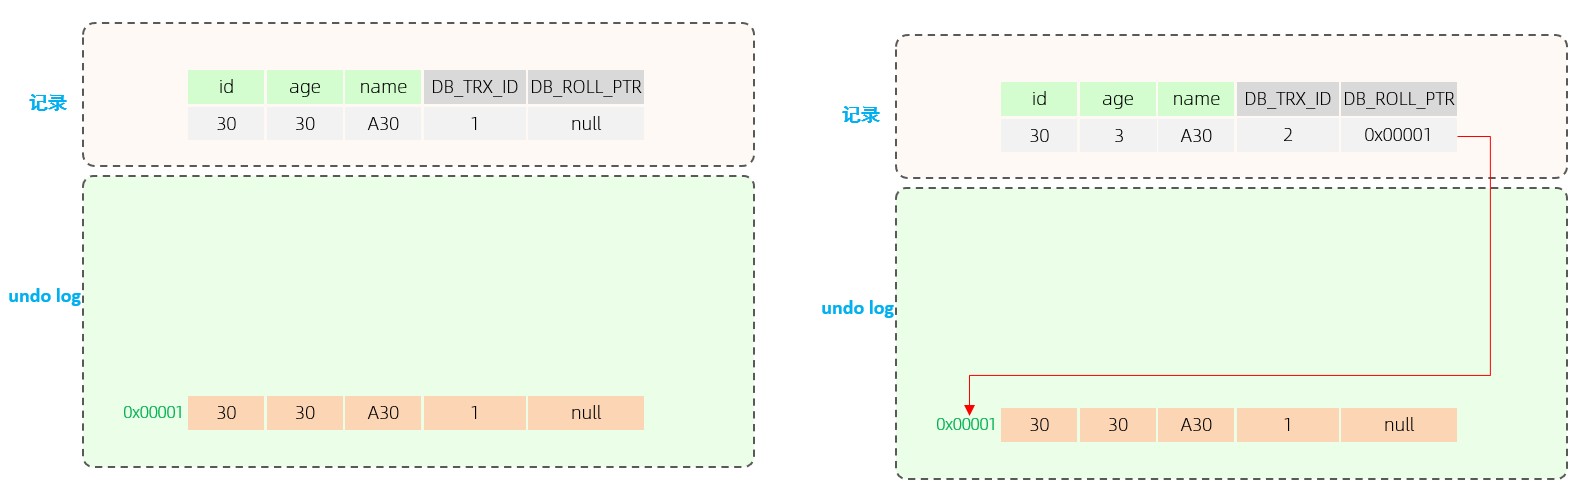 id age name DB_TRX_ID DB_ROLL_PTR
记录
30 30 A30 1 null
undo log
0x00001 30 30 A30 1 null
id age name DB_TRX_ID DB_ROLL_PTR
记录
30 3 A30 2 0x00001
undo log
0x00001 30 30 A30 1 null